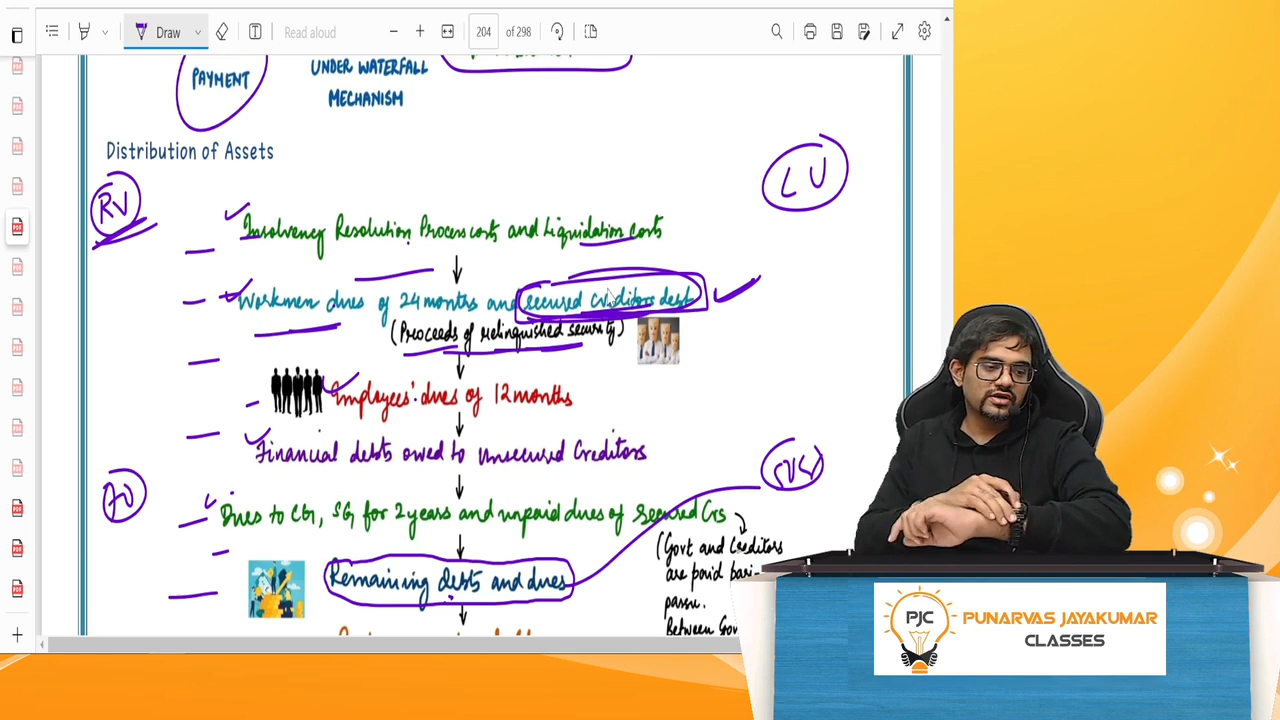 Draw
Read aloud
204 of 298
PAYMENT
UNDER WATERFALL
MECHANISM
Distribution of Assets
RV
LU
Insolvency Resolution Process costs and Liquidation costs
Workmen dues of 24 months and secured creditors debt
(Proceeds of relinquished security)
Employees' dues of 12 months
Financial debts owed to Unsecured Creditors
Dues to CG, SG for 2 years and unpaid dues of Secured Crs
(Govt and Creditors
are paid pari-
passu.
Between Gov
Remaining debts and dues
PJC
PUNARVAS JAYAKUMAR
CLASSES